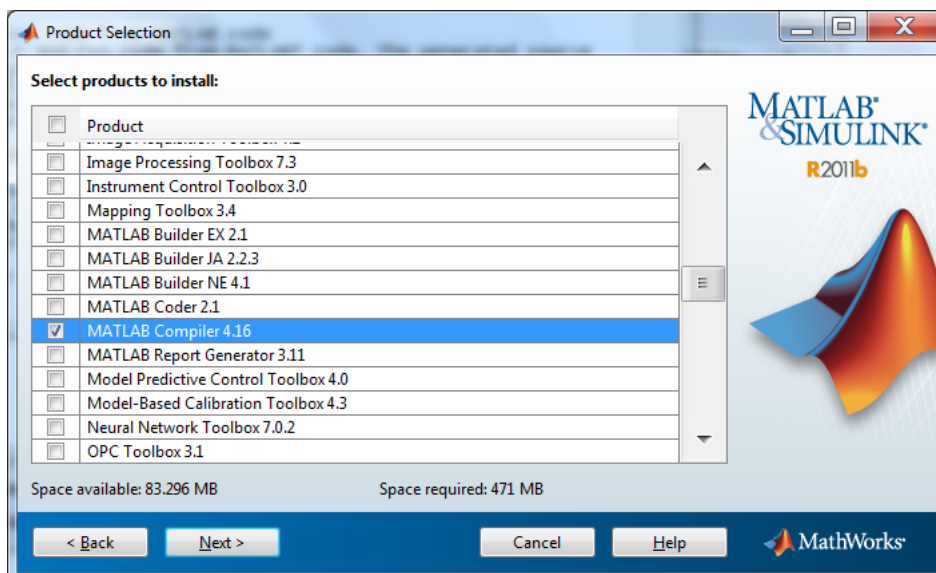 Product Selection
Select products to install:
Product
Image Processing Toolbox 7.3
Instrument Control Toolbox 3.0
Mapping Toolbox 3.4
MATLAB Builder EX 2.1
MATLAB Builder JA 2.2.3
MATLAB Builder NE 4.1
MATLAB Coder 2.1
MATLAB Compiler 4.16
MATLAB Report Generator 3.11
Model Predictive Control Toolbox 4.0
Model-Based Calibration Toolbox 4.3
Neural Network Toolbox 7.0.2
OPC Toolbox 3.1
Space available: 83.296 MB Space required: 471 MB
< Back Next > Cancel Help
MATLAB®
&SIMULINK®
R2011b
MathWorks®